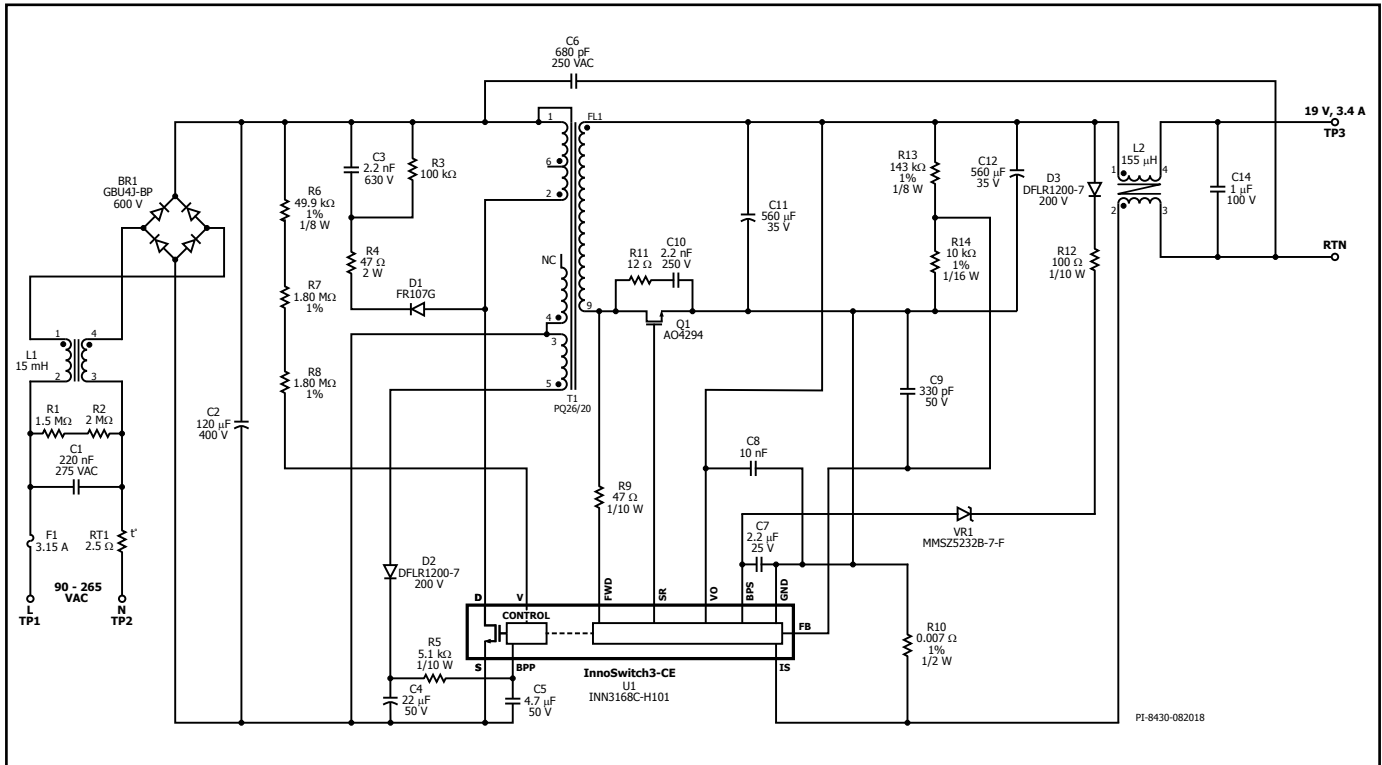 C6
680 pF
250 VAC
19 V, 3.4 A
TP3
1
FL1
L2
155 µH
1
4
2
3
C14
1 µF
100 V
RTN
C3
2.2 nF
630 V
R3
100 kΩ
6
2
R13
143 kΩ
1%
1/8 W
C12
560 µF
35 V
D3
DFLR1200-7
200 V
BR1
GBU4J-BP
600 V
R6
49.9 kΩ
1%
1/8 W
C11
560 µF
35 V
R4
47 Ω
2 W
NC
R11
12 Ω
C10
2.2 nF
250 V
R14
10 kΩ
1%
1/16 W
R12
100 Ω
1/10 W
D1
FR107G
R7
1.80 MΩ
1%
4
9
Q1
AO4294
3
5
T1
PQ26/20
1
4
L1
15 mH
2
3
R8
1.80 MΩ
1%
C9
330 pF
50 V
R1
1.5 MΩ
R2
2 MΩ
C2
120 µF
400 V
C1
220 nF
275 VAC
C8
10 nF
R9
47 Ω
1/10 W
F1
3.15 A
RT1
2.5 Ω
t°
C7
2.2 µF
25 V
VR1
MMSZ5232B-7-F
D2
DFLR1200-7
200 V
90 - 265
VAC
L
TP1
N
TP2
D
V
FWD
SR
VO
BPS
GND
CONTROL
FB
R10
0.007 Ω
1%
1/2 W
R5
5.1 kΩ
1/10 W
S
BPP
IS
InnoSwitch3-CE
U1
INN3168C-H101
C4
22 µF
50 V
C5
4.7 µF
50 V
PI-8430-082018